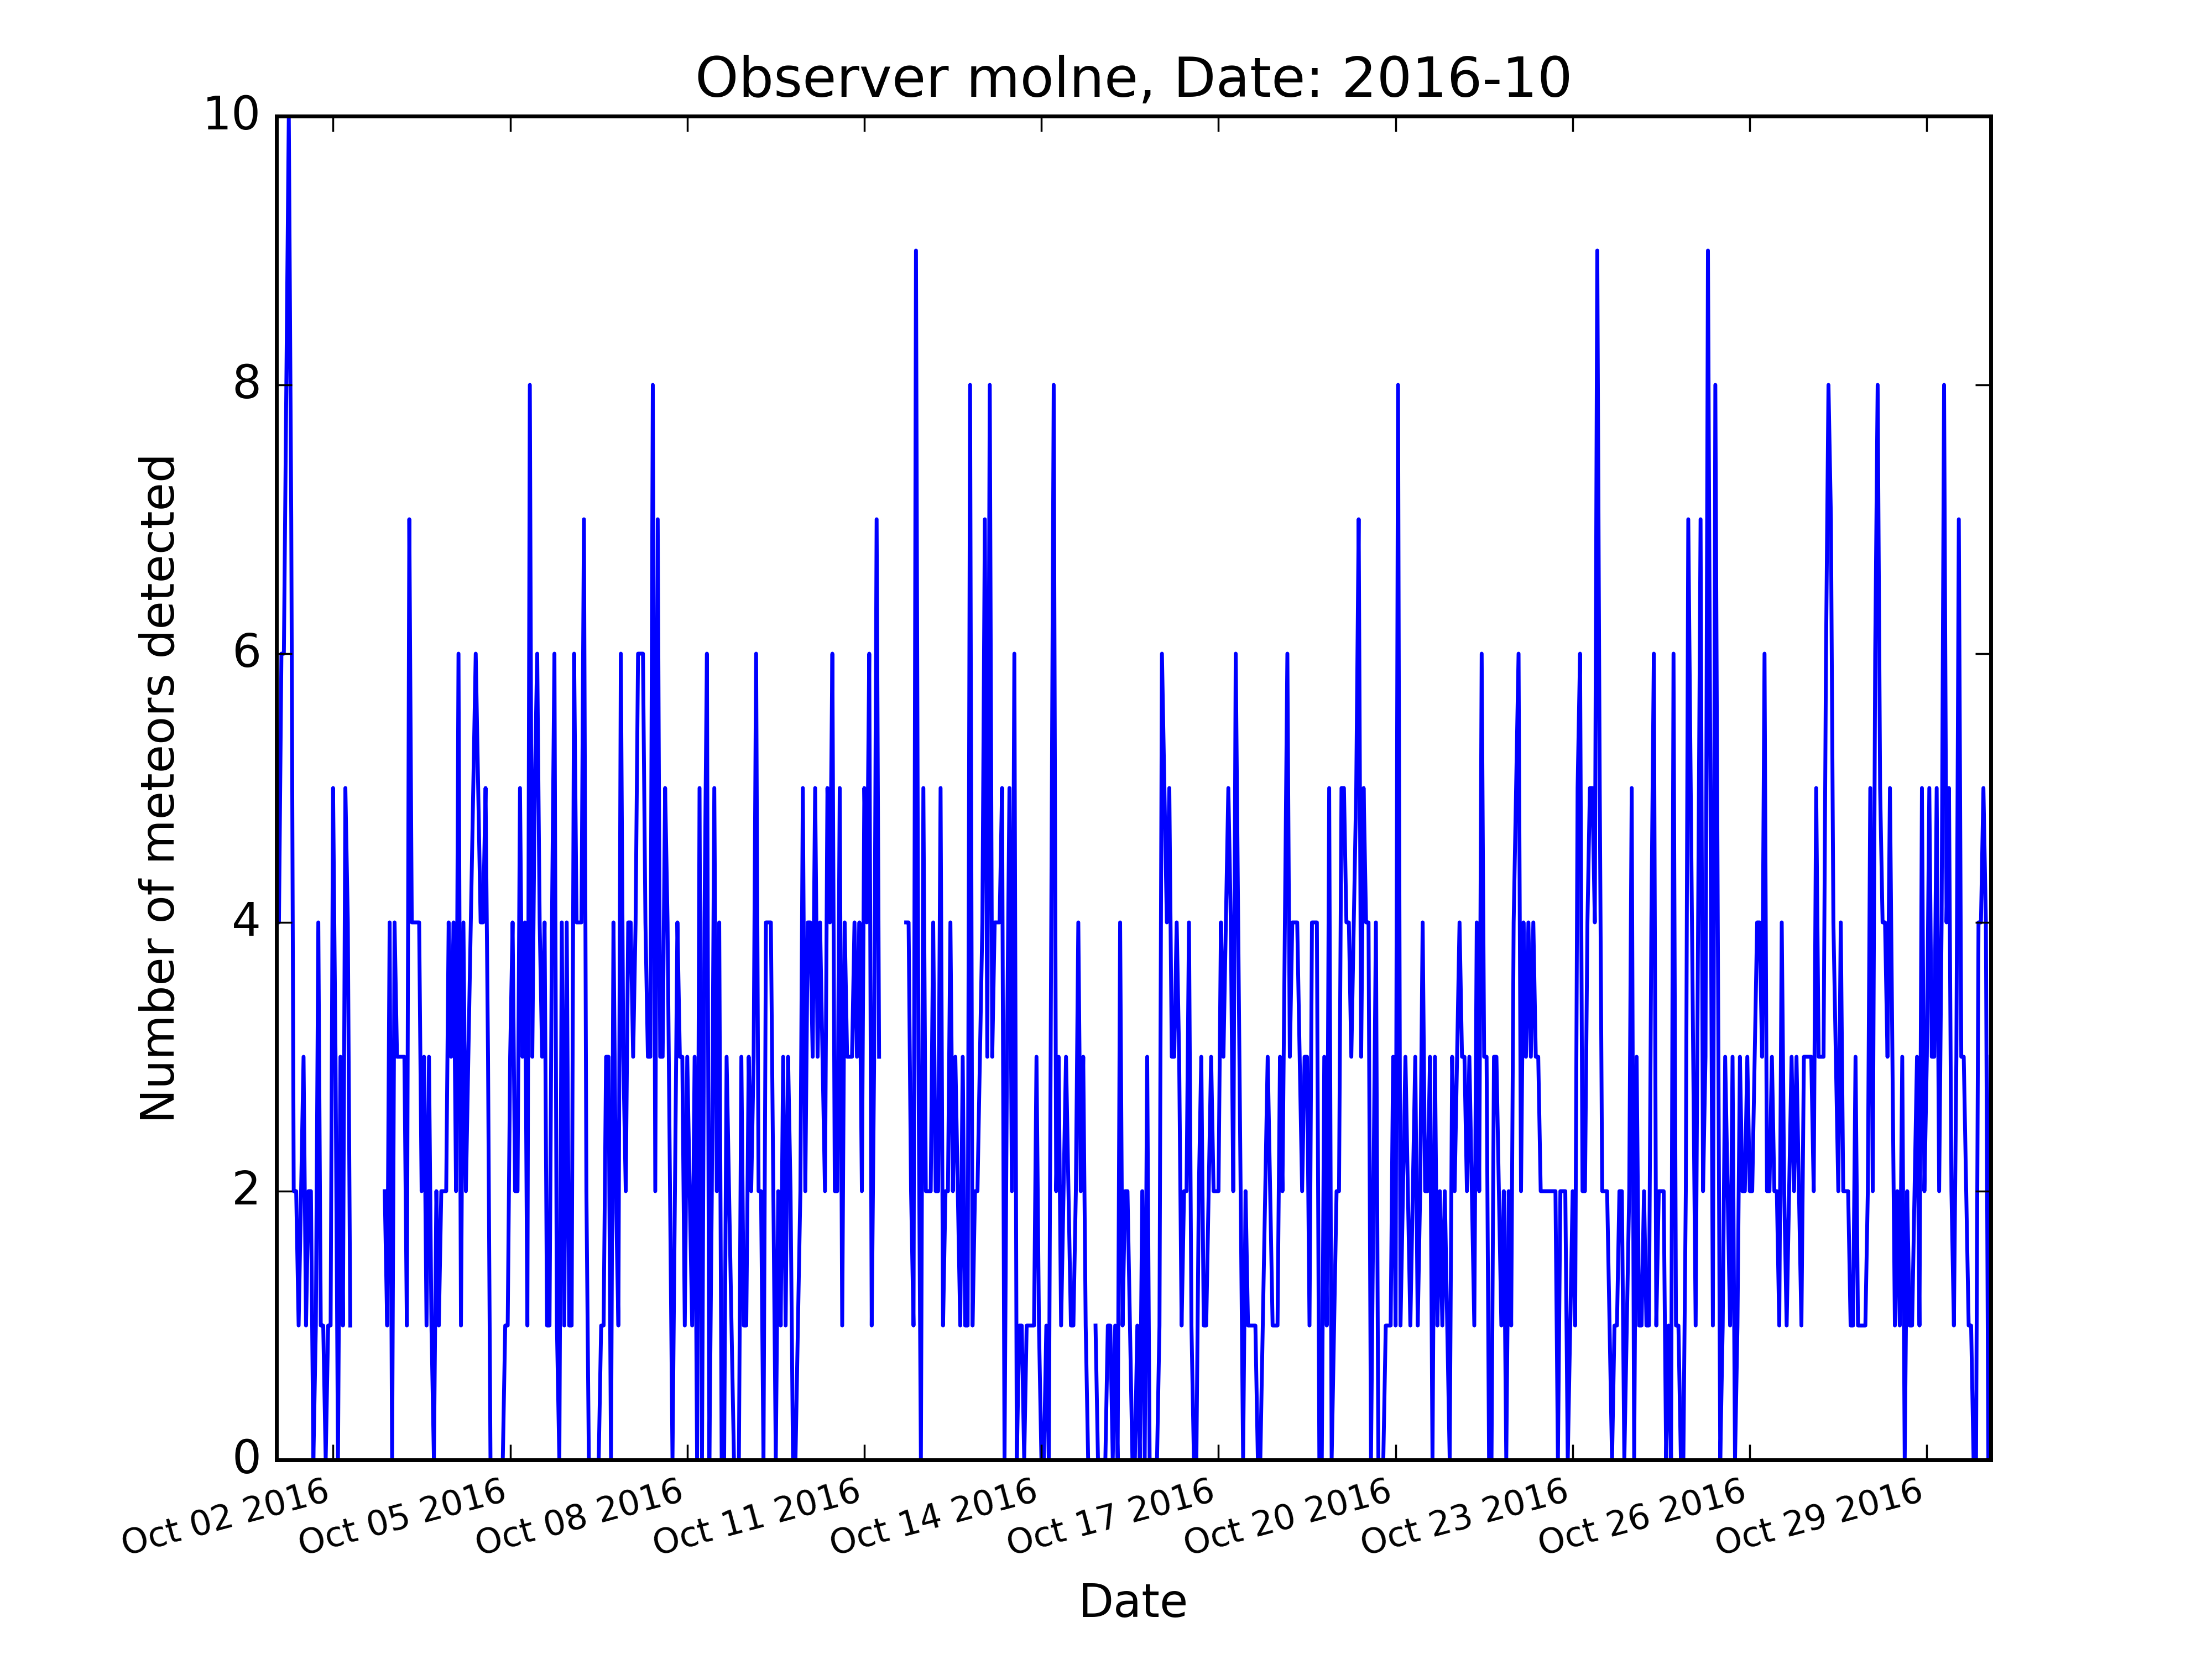 Observer molne, Date: 2016-10
Number of meteors detected
10
8
6
4
2
0
Oct 02 2016
Oct 05 2016
Oct 08 2016
Oct 11 2016
Oct 14 2016
Oct 17 2016
Oct 20 2016
Oct 23 2016
Oct 26 2016
Oct 29 2016
Date